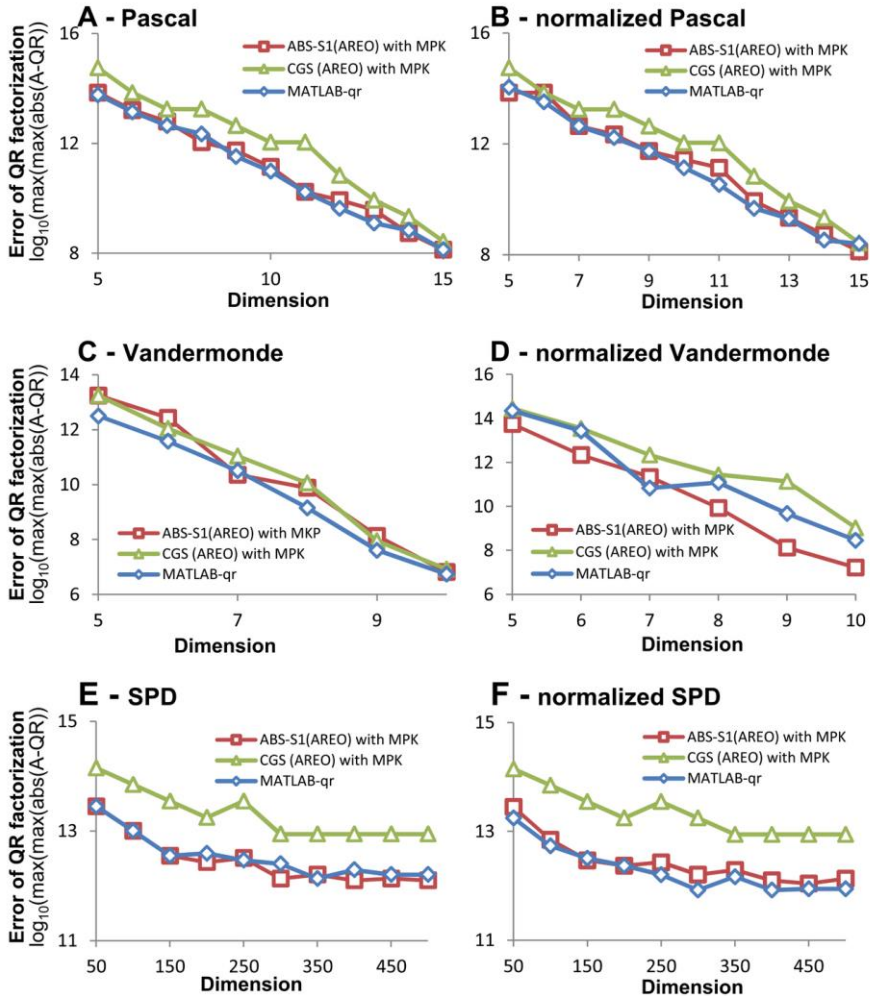 A - Pascal
Error of QR factorization
log10(max(max(abs(A-QR))
16
12
8
ABS-S1(AREO) with MPK
CGS (AREO) with MPK
MATLAB-qr
5
10
15
Dimension
B - normalized Pascal
16
12
8
ABS-S1(AREO) with MPK
CGS (AREO) with MPK
MATLAB-qr
5
7
9
11
13
15
Dimension
C - Vandermonde
Error of QR factorization
log10(max(max(abs(A-QR))
14
12
10
8
6
ABS-S1(AREO) with MKP
CGS (AREO) with MPK
MATLAB-qr
5
7
9
Dimension
D - normalized Vandermonde
16
14
12
10
8
6
ABS-S1(AREO) with MPK
CGS (AREO) with MPK
MATLAB-qr
5
6
7
8
9
10
Dimension
E - SPD
Error of QR factorization
log10(max(max(abs(A-QR))
15
13
11
ABS-S1(AREO) with MPK
CGS (AREO) with MPK
MATLAB-qr
50
150
250
350
450
Dimension
F - normalized SPD
15
13
11
ABS-S1(AREO) with MPK
CGS (AREO) with MPK
MATLAB-qr
50
150
250
350
450
Dimension